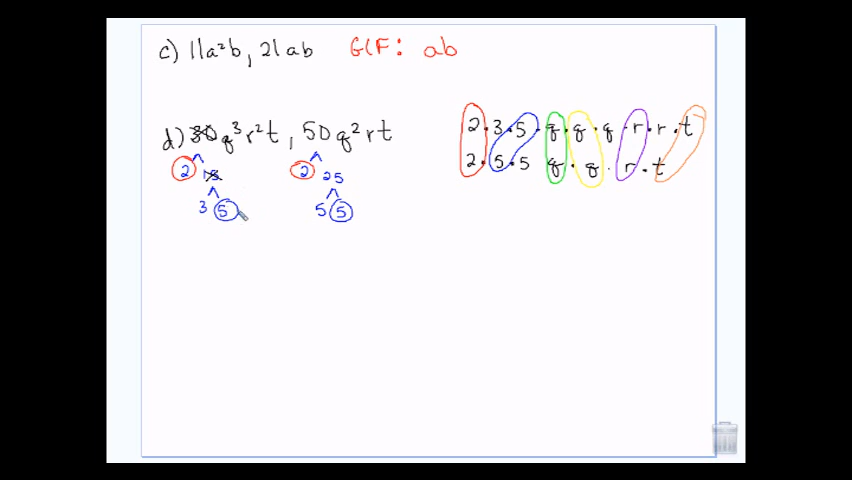 c) 11a²b, 21ab GCF: ab
d) 30q³r²t, 50q²rt
2·3·5·q·q·q·r·r·t
2·5·5 q·q·r·t
2 15 2 25
3 5 5 5